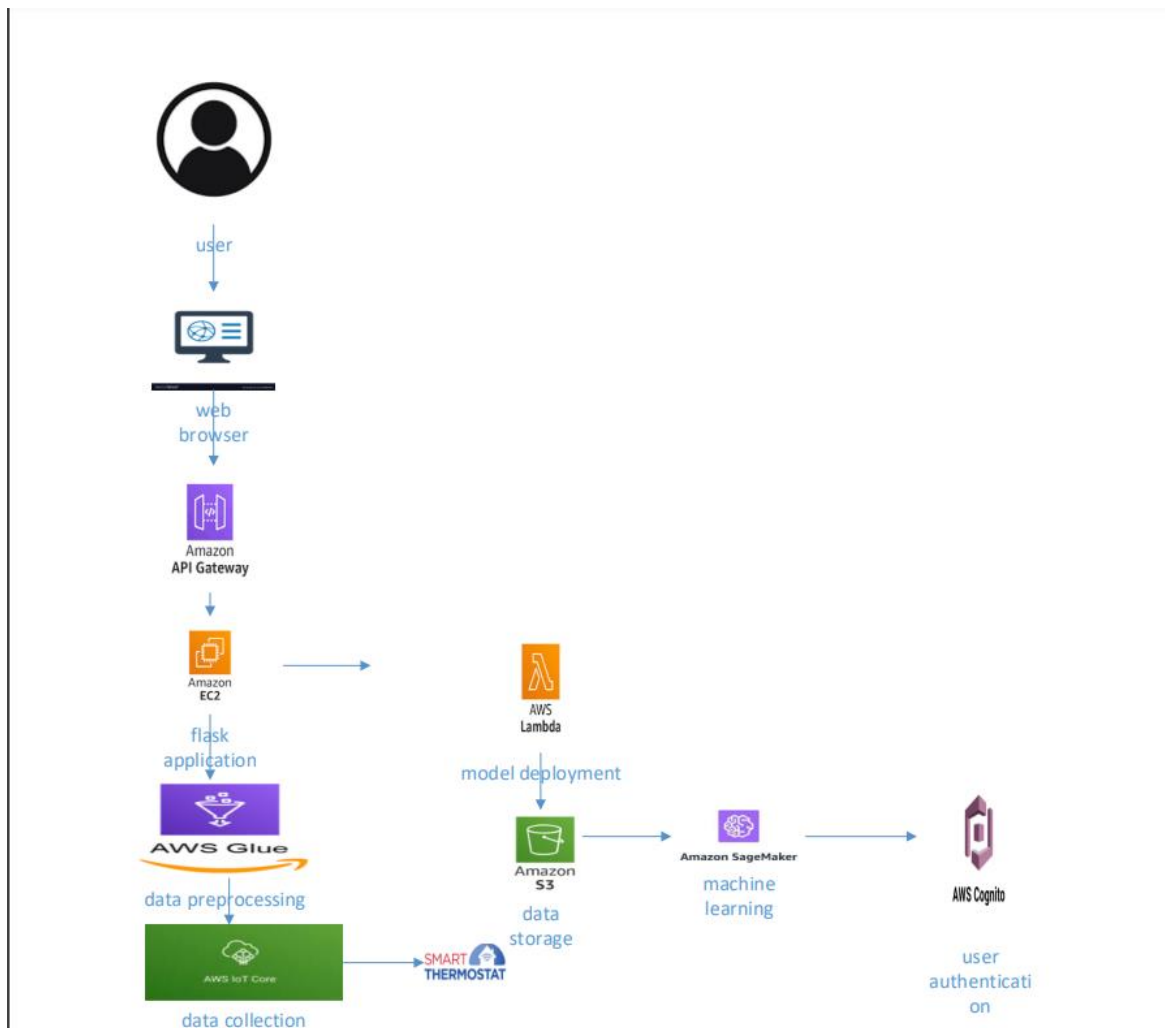 user
web
browser
Amazon
API Gateway
Amazon
EC2
flask
application
AWS
Lambda
model deployment
AWS Glue
Amazon
S3
Amazon SageMaker
machine
learning
AWS Cognito
data preprocessing
data
storage
AWS IoT Core
SMART
THERMOSTAT
user
authenticati
on
data collection